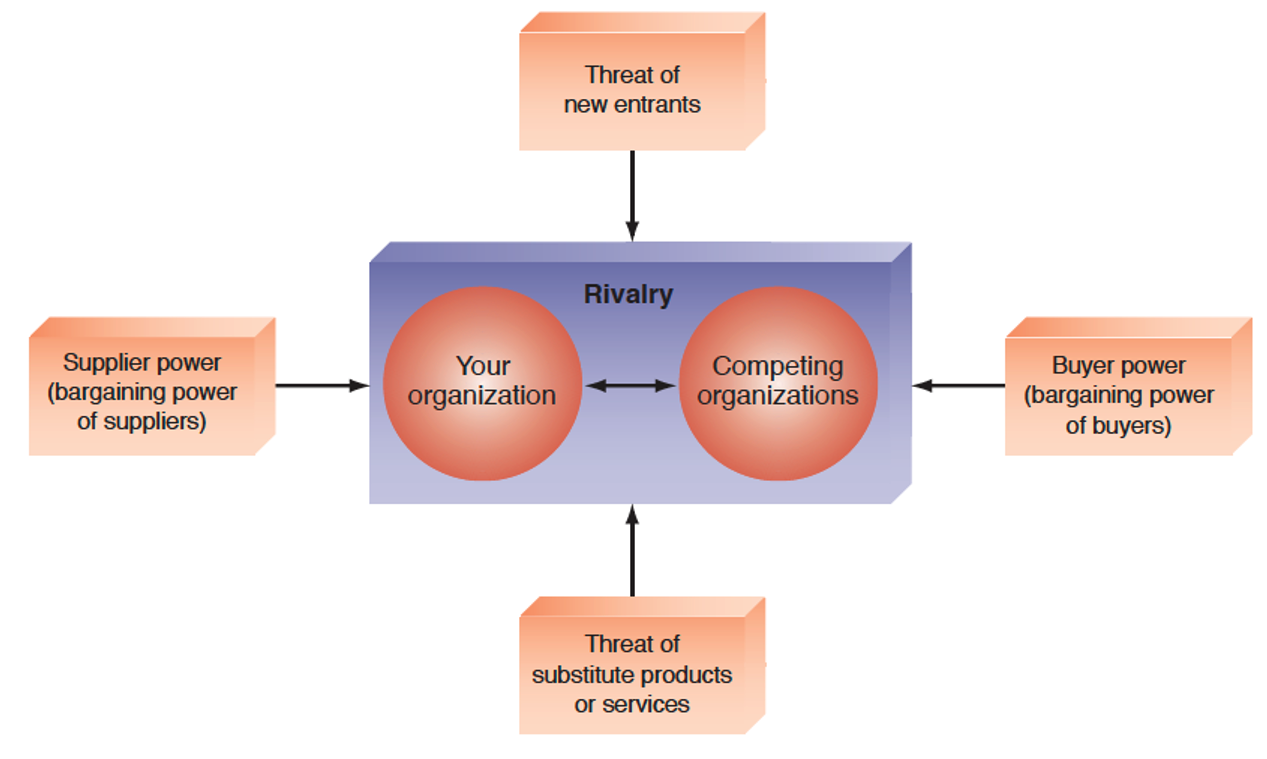 Threat of
new entrants
Rivalry
Supplier power
(bargaining power
of suppliers)
Your
organization
Competing
organizations
Buyer power
(bargaining power
of buyers)
Threat of
substitute products
or services